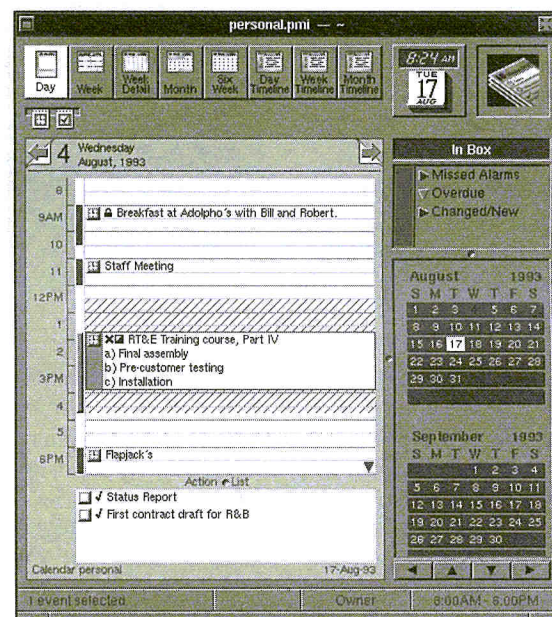 personal.pmi — ~
Day
Week
Week Detail
Month
Six Week
Day Timeline
Week Timeline
Month Timeline
8:24 AM
TUE
17
AUG
4 Wednesday
August, 1993
8
9AM
Breakfast at Adolpho's with Bill and Robert.
10
11
Staff Meeting
12PM
1
RT&E Training course, Part IV
2
a) Final assembly
b) Pre-customer testing
3PM
c) Installation
4
5
6PM
Flapjack's
Action List
Status Report
First contract draft for R&B
Calendar personal 17-Aug-93
In Box
Missed Alarms
Overdue
Changed/New
August 1993
S M T W T F S
1 2 3 4 5 6 7
8 9 10 11 12 13 14
15 16 17 18 19 20 21
22 23 24 25 26 27 28
29 30 31
September 1993
S M T W T F S
1 2 3 4
5 6 7 8 9 10 11
12 13 14 15 16 17 18
19 20 21 22 23 24 25
26 27 28 29 30
1 event selected Owner 8:00AM - 6:00PM